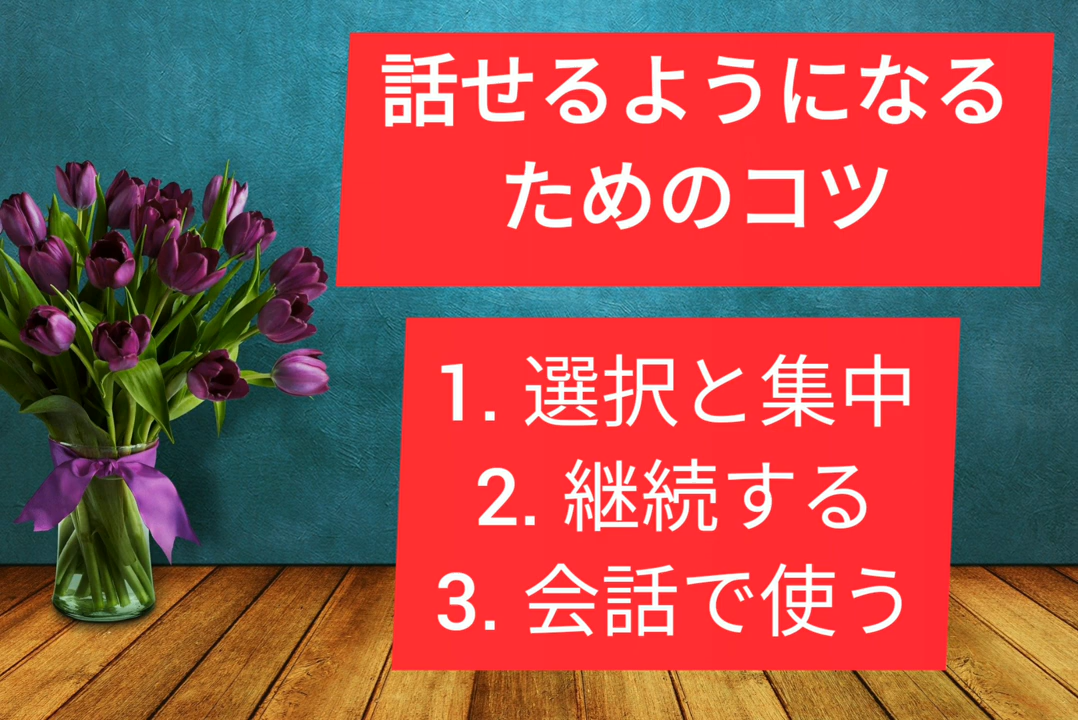 話せるようになる
ためのコツ
1. 選択と集中
2. 継続する
3. 会話で使う